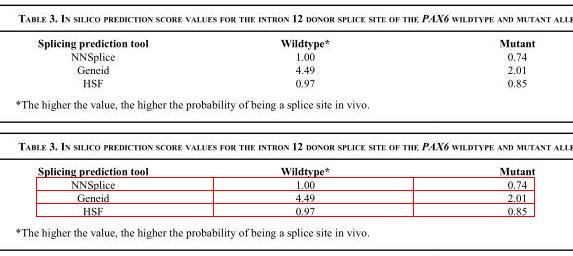 TABLE 3. IN SILICO PREDICTION SCORE VALUES FOR THE INTRON 12 DONOR SPLICE SITE OF THE PAX6 WILDTYPE AND MUTANT
Splicing prediction tool Wildtype* Mutant
NNSplice 1.00 0.74
Geneid 4.49 2.01
HSF 0.97 0.85
*The higher the value, the higher the probability of being a splice site in vivo.
TABLE 3. IN SILICO PREDICTION SCORE VALUES FOR THE INTRON 12 DONOR SPLICE SITE OF THE PAX6 WILDTYPE AND MUTANT
Splicing prediction tool Wildtype* Mutant
NNSplice 1.00 0.74
Geneid 4.49 2.01
HSF 0.97 0.85
*The higher the value, the higher the probability of being a splice site in vivo.